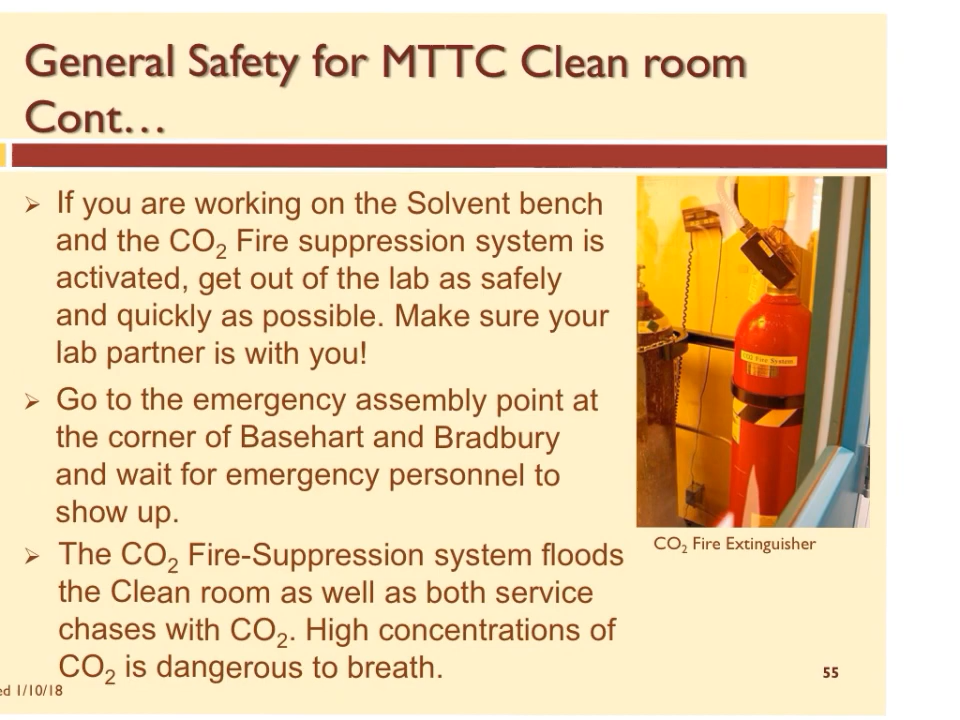 General Safety for MTTC Clean room
Cont…
➢ If you are working on the Solvent bench
and the CO₂ Fire suppression system is
activated, get out of the lab as safely
and quickly as possible. Make sure your
lab partner is with you!
➢ Go to the emergency assembly point at
the corner of Basehart and Bradbury
and wait for emergency personnel to
show up.
➢ The CO₂ Fire-Suppression system floods
the Clean room as well as both service
chases with CO₂. High concentrations of
CO₂ is dangerous to breath.
CO2 Fire System
CO₂ Fire Extinguisher
55
ed 1/10/18